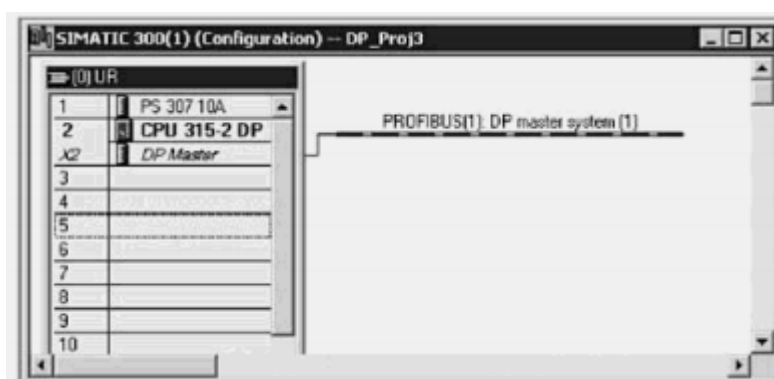 SIMATIC 300(1) (Configuration) -- DP_Proj3
(0) UR
1 PS 307 10A
2 CPU 315-2 DP
X2 DP Master
3
4
5
6
7
8
9
10
PROFIBUS(1): DP master system (1)